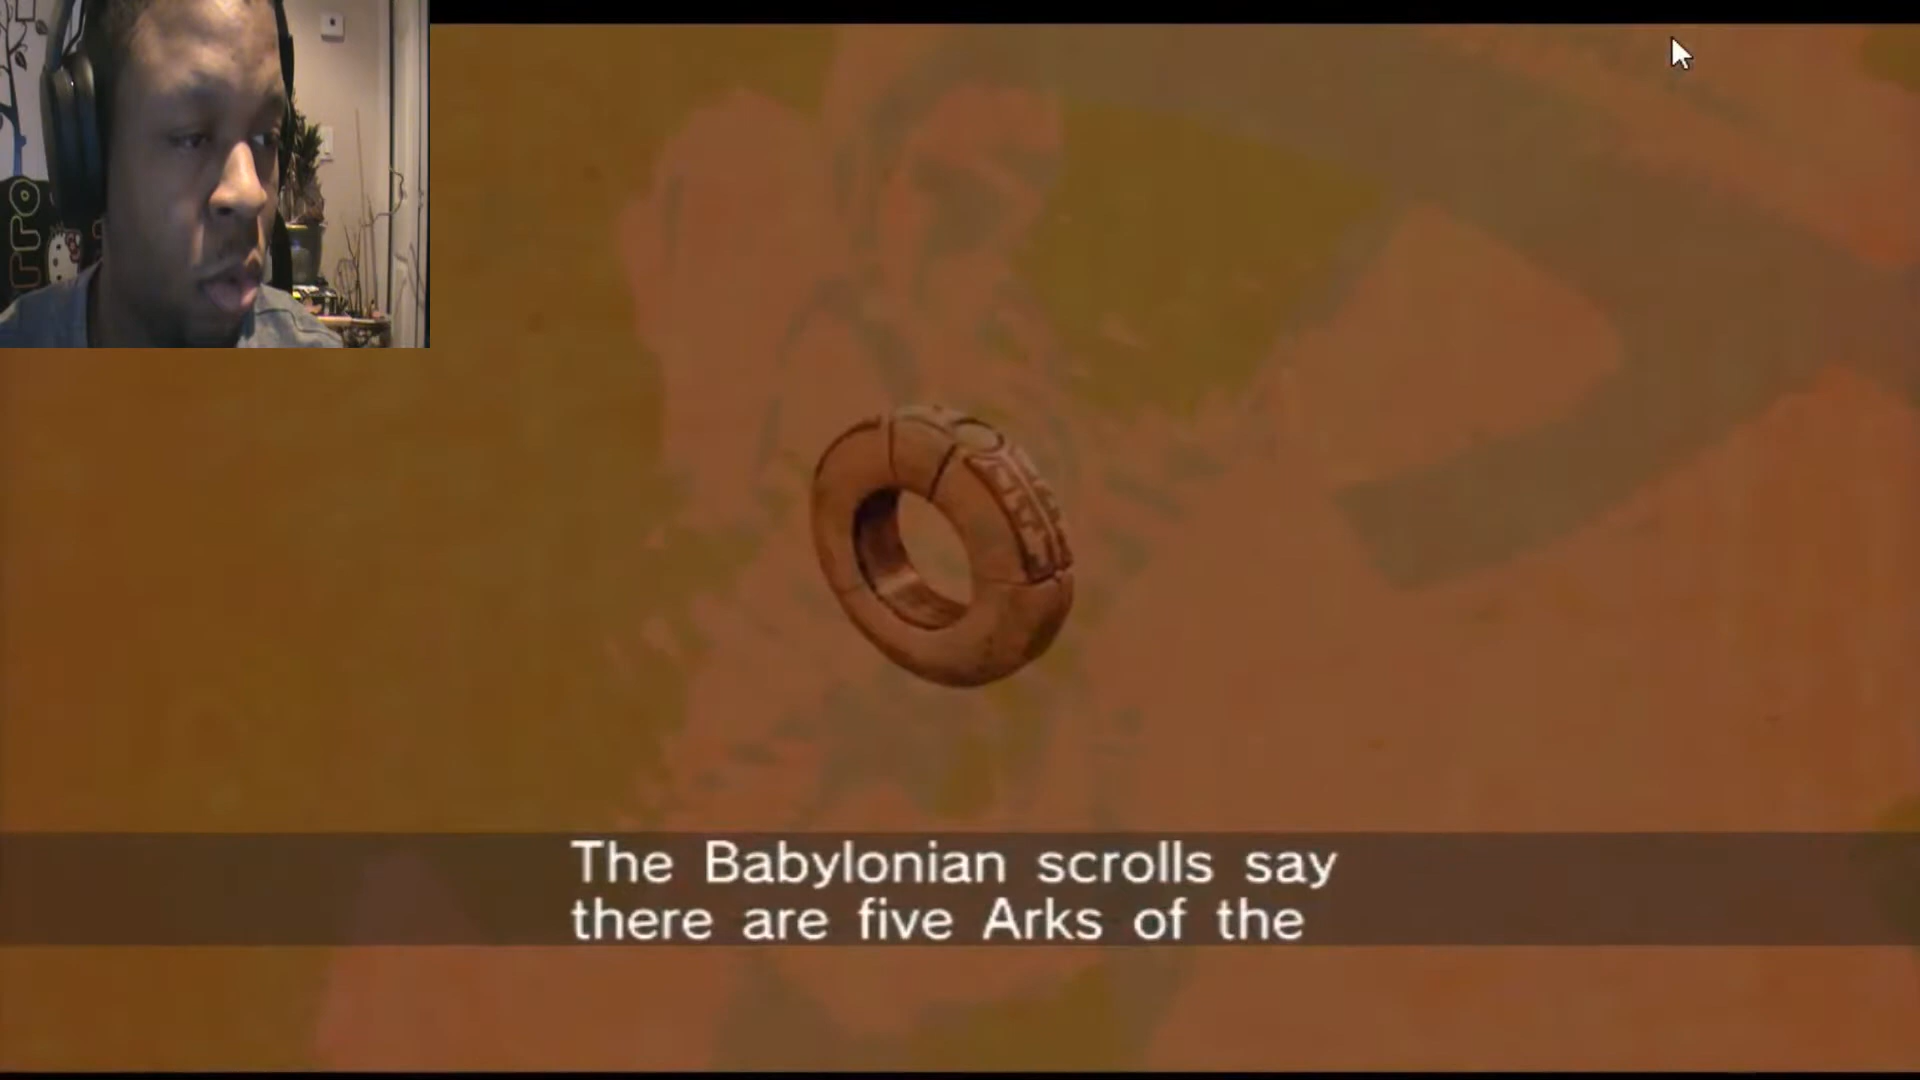 The Babylonian scrolls say
there are five Arks of the